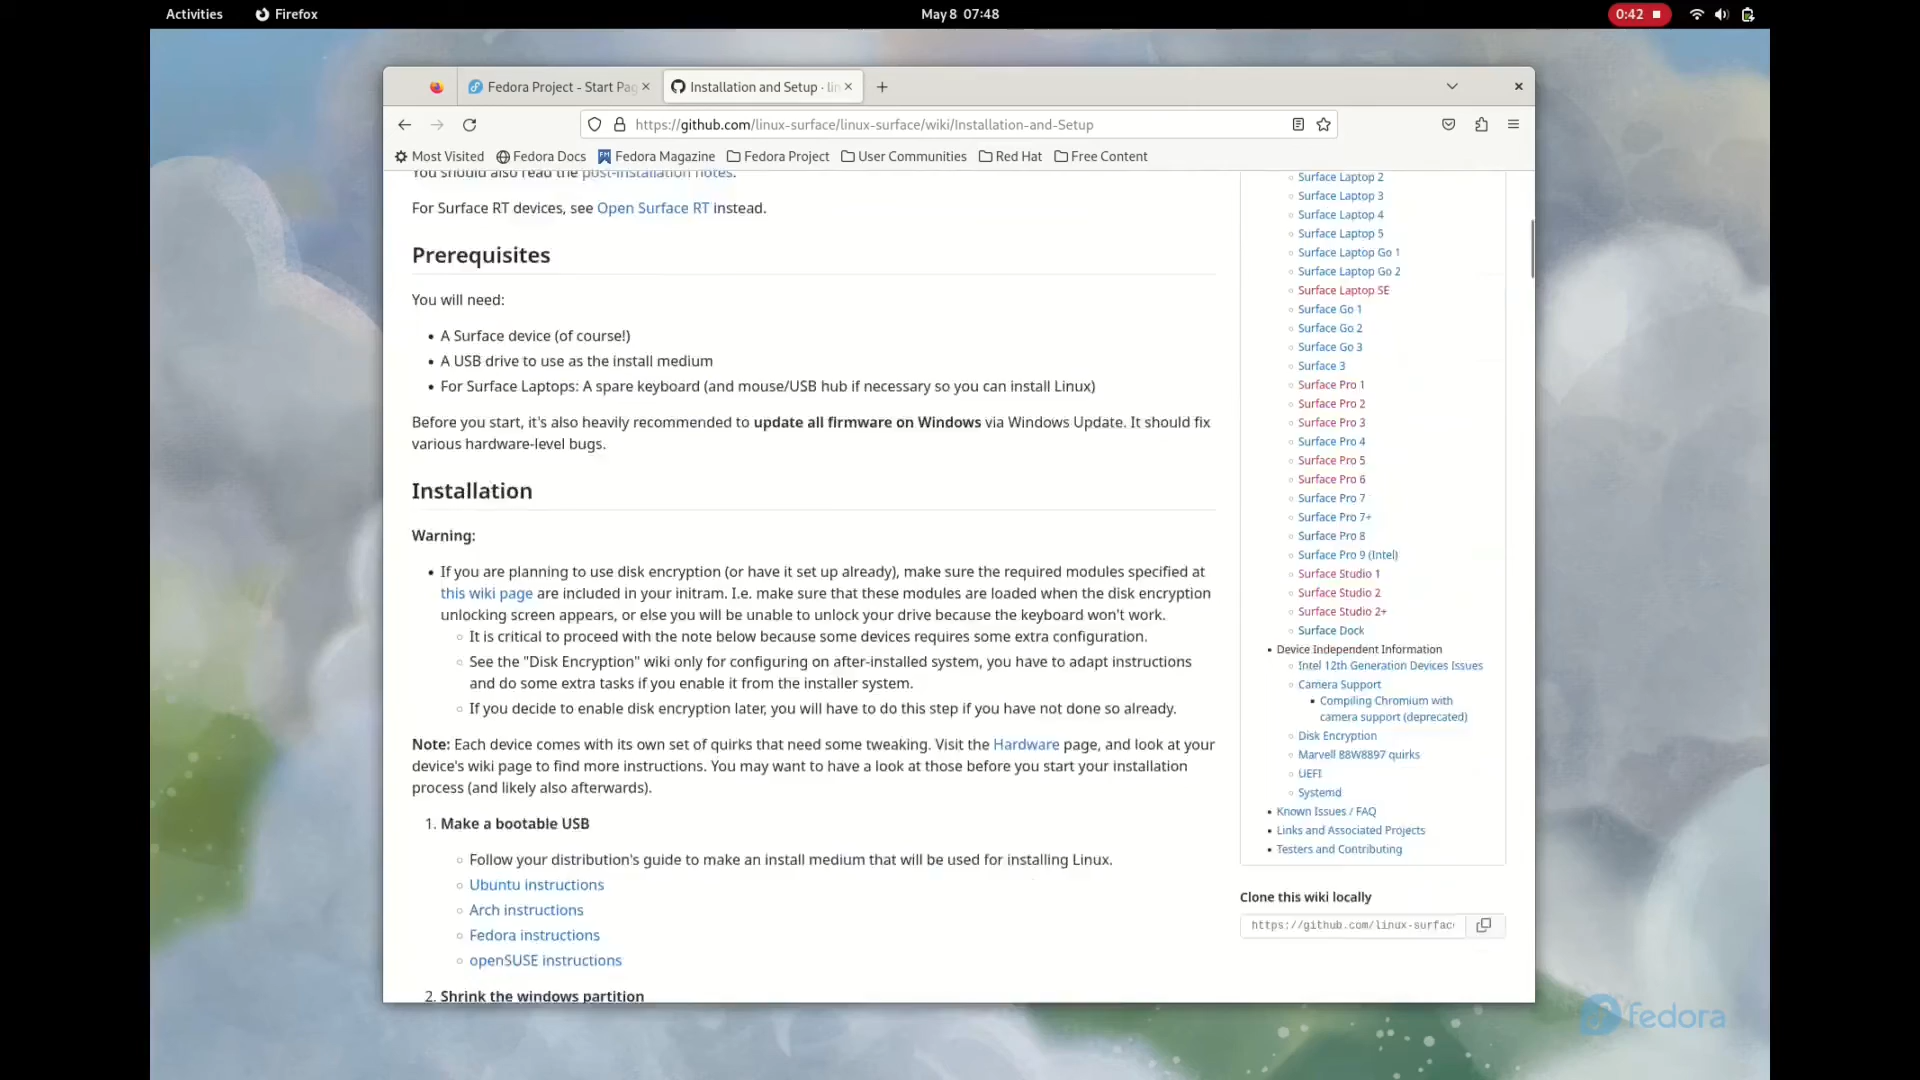 Activities
Firefox
May 8 07:48
0:42
Fedora Project - Start Pag
Installation and Setup · lin
https://github.com/linux-surface/linux-surface/wiki/Installation-and-Setup
Most Visited
Fedora Docs
Fedora Magazine
Fedora Project
User Communities
Red Hat
Free Content
You should also read the post-installation notes.
For Surface RT devices, see Open Surface RT instead.
Prerequisites
You will need:
• A Surface device (of course!)
• A USB drive to use as the install medium
• For Surface Laptops: A spare keyboard (and mouse/USB hub if necessary so you can install Linux)
Before you start, it's also heavily recommended to update all firmware on Windows via Windows Update. It should fix
various hardware-level bugs.
Installation
Warning:
• If you are planning to use disk encryption (or have it set up already), make sure the required modules specified at
this wiki page are included in your initram. I.e. make sure that these modules are loaded when the disk encryption
unlocking screen appears, or else you will be unable to unlock your drive because the keyboard won't work.
◦ It is critical to proceed with the note below because some devices requires some extra configuration.
◦ See the "Disk Encryption" wiki only for configuring on after-installed system, you have to adapt instructions
and do some extra tasks if you enable it from the installer system.
◦ If you decide to enable disk encryption later, you will have to do this step if you have not done so already.
Note: Each device comes with its own set of quirks that need some tweaking. Visit the Hardware page, and look at your
device's wiki page to find more instructions. You may want to have a look at those before you start your installation
process (and likely also afterwards).
1. Make a bootable USB
◦ Follow your distribution's guide to make an install medium that will be used for installing Linux.
◦ Ubuntu instructions
◦ Arch instructions
◦ Fedora instructions
◦ openSUSE instructions
2. Shrink the windows partition
◦ Surface Laptop 2
◦ Surface Laptop 3
◦ Surface Laptop 4
◦ Surface Laptop 5
◦ Surface Laptop Go 1
◦ Surface Laptop Go 2
◦ Surface Laptop SE
◦ Surface Go 1
◦ Surface Go 2
◦ Surface Go 3
◦ Surface 3
◦ Surface Pro 1
◦ Surface Pro 2
◦ Surface Pro 3
◦ Surface Pro 4
◦ Surface Pro 5
◦ Surface Pro 6
◦ Surface Pro 7
◦ Surface Pro 7+
◦ Surface Pro 8
◦ Surface Pro 9 (Intel)
◦ Surface Studio 1
◦ Surface Studio 2
◦ Surface Studio 2+
◦ Surface Dock
• Device Independent Information
◦ Intel 12th Generation Devices Issues
◦ Camera Support
▪ Compiling Chromium with
camera support (deprecated)
◦ Disk Encryption
◦ Marvell 88W8897 quirks
◦ UEFI
◦ Systemd
• Known Issues / FAQ
• Links and Associated Projects
• Testers and Contributing
Clone this wiki locally
https://github.com/linux-surfac
fedora